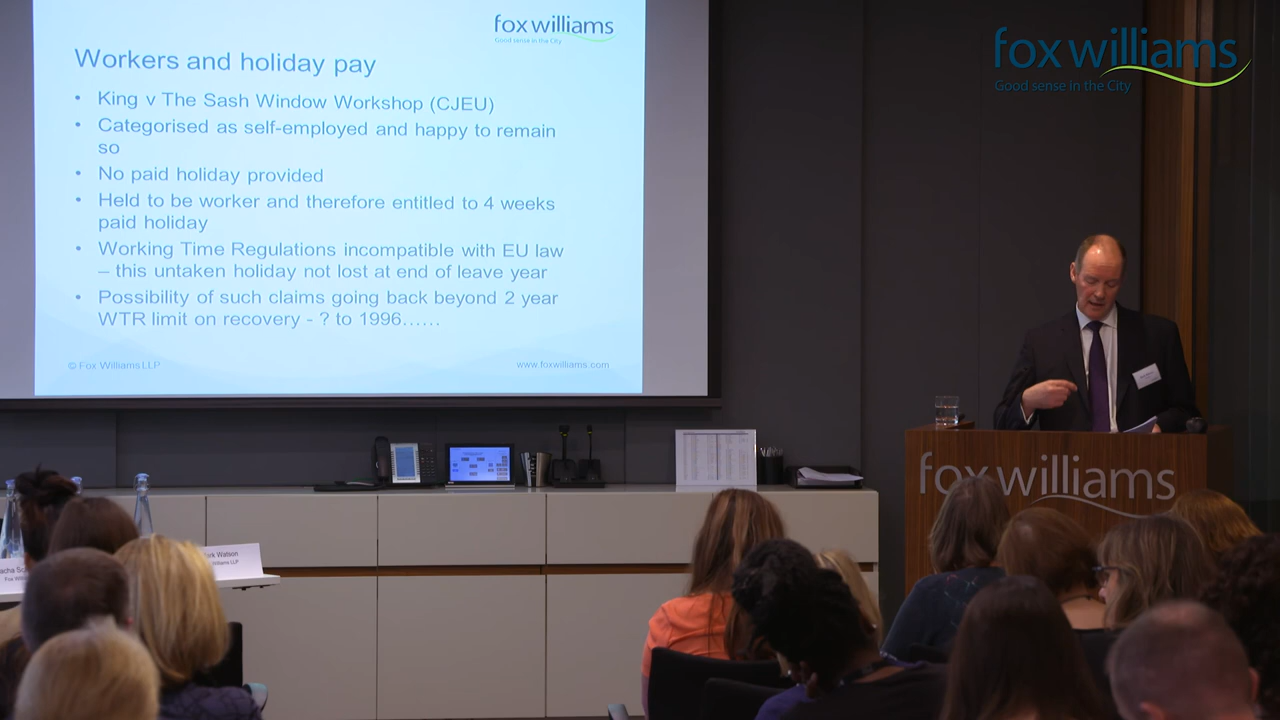 fox williams
Good sense in the City
Workers and holiday pay
• King v The Sash Window Workshop (CJEU)
• Categorised as self-employed and happy to remain
so
• No paid holiday provided
• Held to be worker and therefore entitled to 4 weeks
paid holiday
• Working Time Regulations incompatible with EU law
– this untaken holiday not lost at end of leave year
• Possibility of such claims going back beyond 2 year
WTR limit on recovery - ? to 1996……
© Fox Williams LLP
www.foxwilliams.com
fox williams
Good sense in the City
fox williams
Watson
Williams LLP
Fox